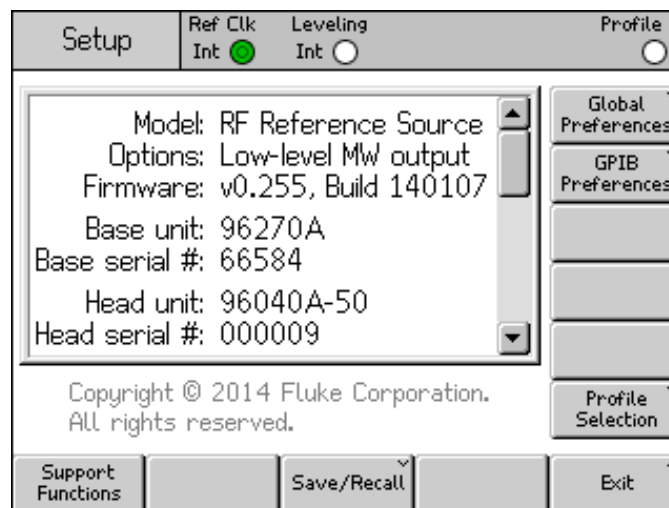 Setup
Ref Clk
Int
Leveling
Int
Profile
Model: RF Reference Source
Options: Low-level MW output
Firmware: v0.255, Build 140107
Base unit: 96270A
Base serial #: 66584
Head unit: 96040A-50
Head serial #: 000009
Copyright © 2014 Fluke Corporation.
All rights reserved.
Global
Preferences
GPIB
Preferences
Profile
Selection
Support
Functions
Save/Recall
Exit